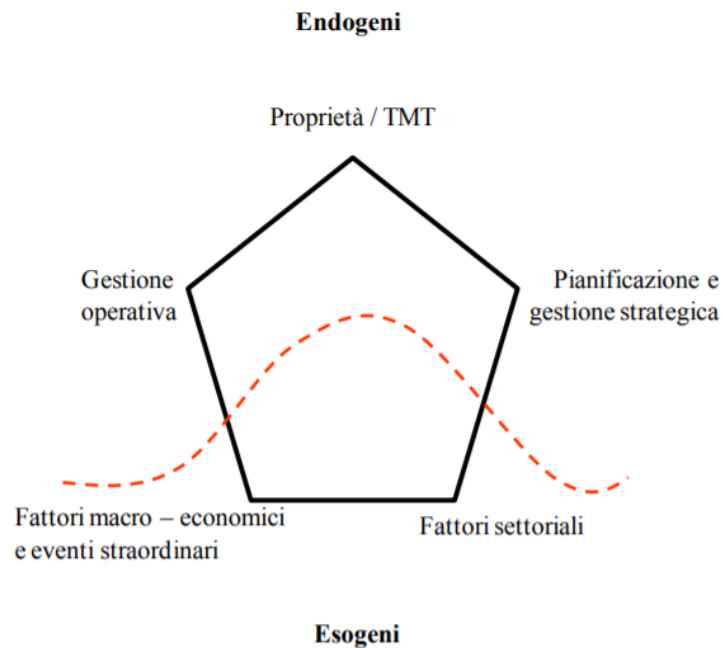 Endogeni
Proprietà / TMT
Gestione
operativa
Pianificazione e
gestione strategica
Fattori macro – economici
e eventi straordinari
Fattori settoriali
Esogeni